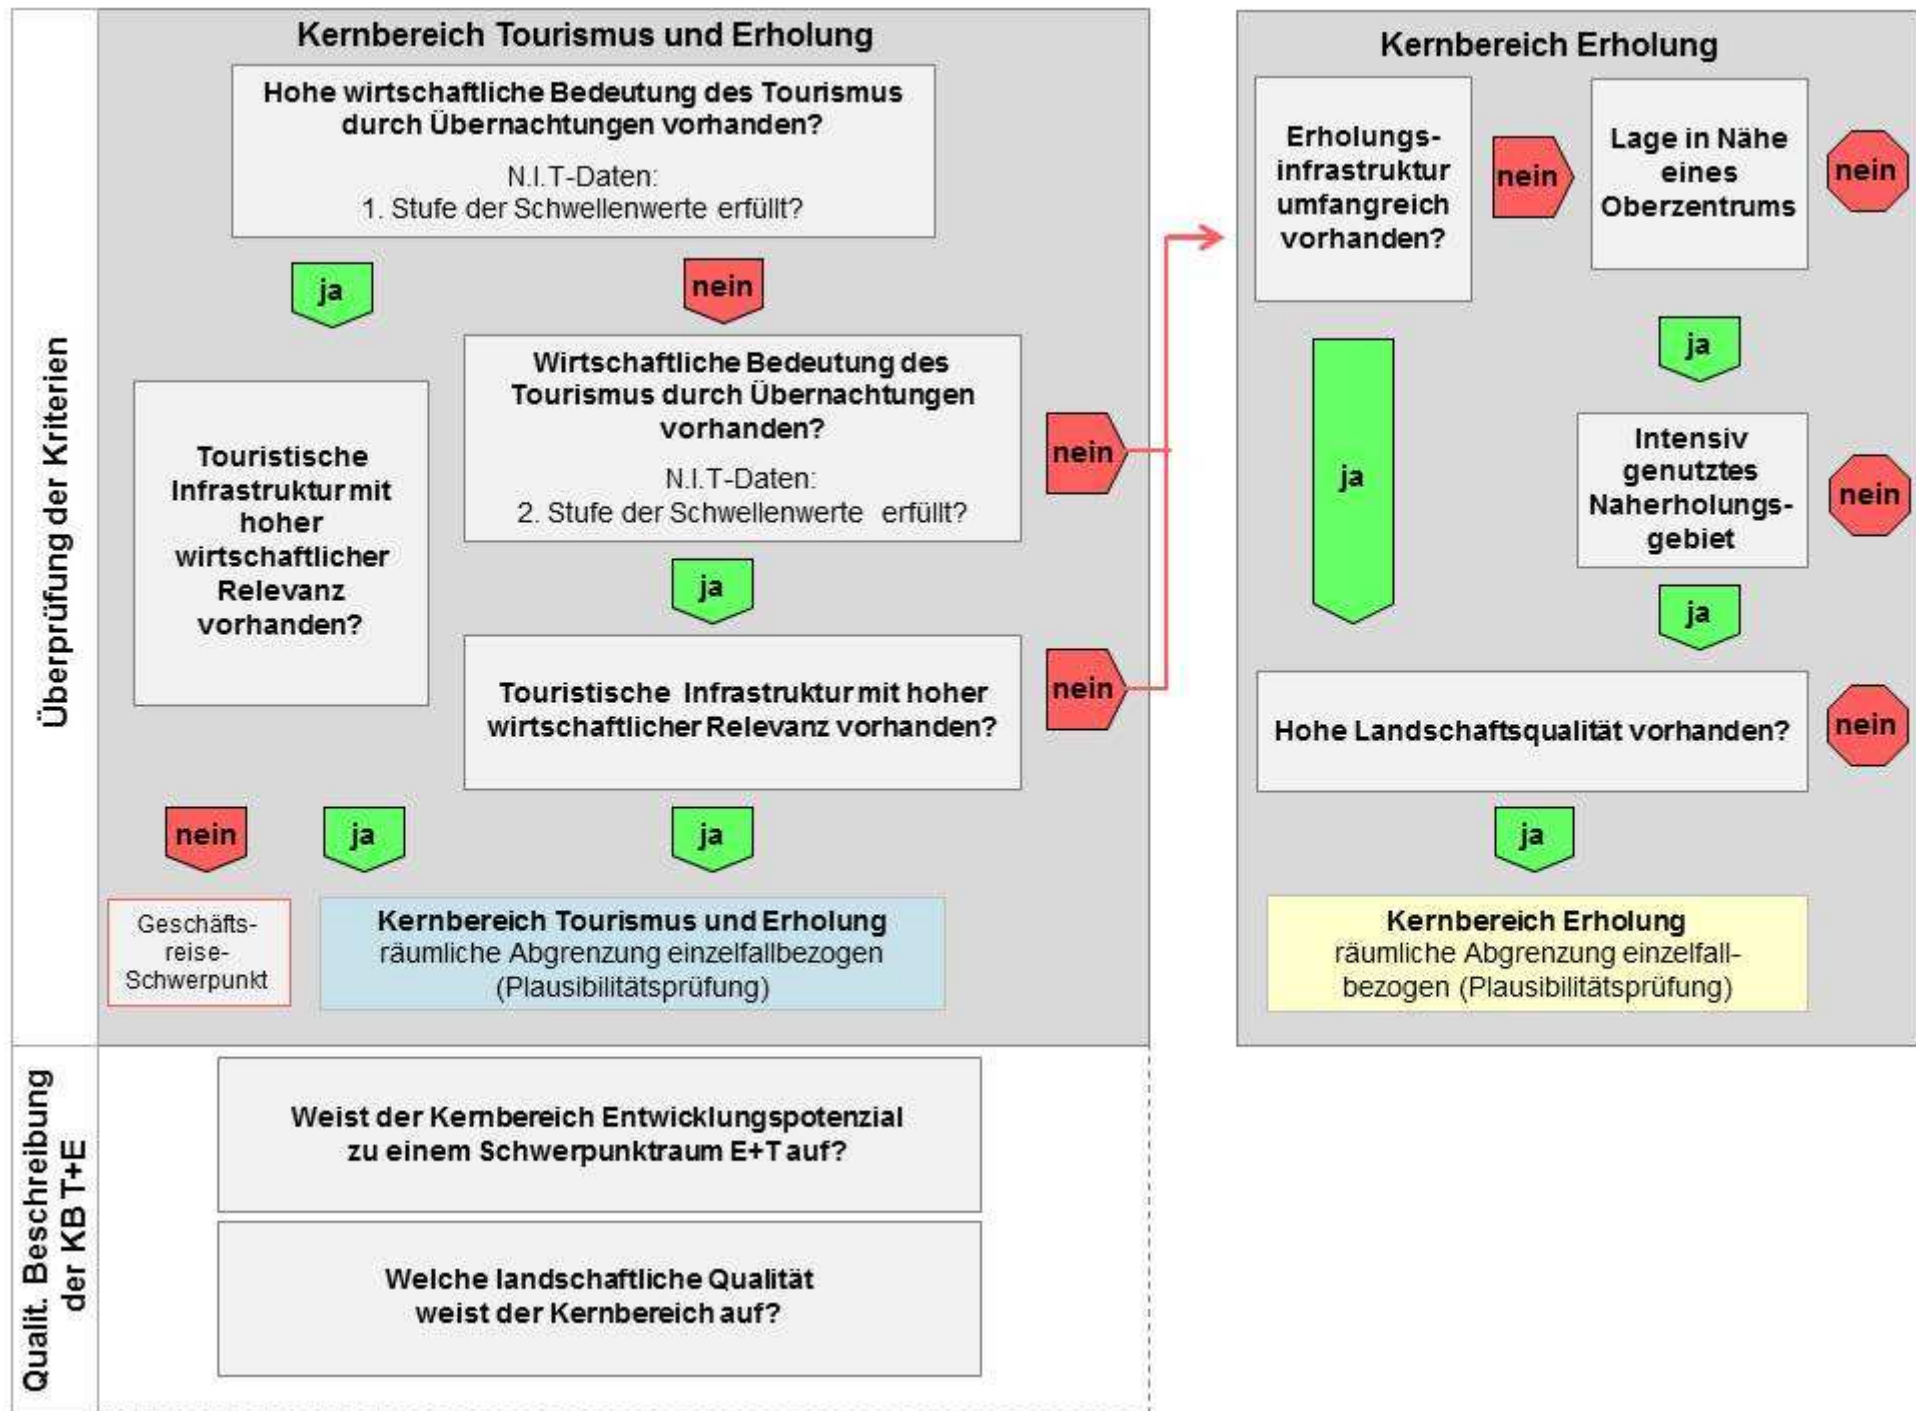 Überprüfung der Kriterien
Kernbereich Tourismus und Erholung
Hohe wirtschaftliche Bedeutung des Tourismus
durch Übernachtungen vorhanden?
N.I.T-Daten:
1. Stufe der Schwellenwerte erfüllt?
ja
nein
Touristische
Infrastruktur mit
hoher
wirtschaftlicher
Relevanz
vorhanden?
Wirtschaftliche Bedeutung des
Tourismus durch Übernachtungen
vorhanden?
N.I.T-Daten:
2. Stufe der Schwellenwerte erfüllt?
nein
ja
Touristische Infrastruktur mit hoher
wirtschaftlicher Relevanz vorhanden?
nein
nein
ja
ja
Geschäfts-
reise-
Schwerpunkt
Kernbereich Tourismus und Erholung
räumliche Abgrenzung einzelfallbezogen
(Plausibilitätsprüfung)
Kernbereich Erholung
Erholungs-
infrastruktur
umfangreich
vorhanden?
nein
Lage in Nähe
eines
Oberzentrums
nein
ja
ja
Intensiv
genutztes
Naherholungs-
gebiet
nein
ja
Hohe Landschaftsqualität vorhanden?
nein
ja
Kernbereich Erholung
räumliche Abgrenzung einzelfall-
bezogen (Plausibilitätsprüfung)
Qualit. Beschreibung
der KB T+E
Weist der Kernbereich Entwicklungspotenzial
zu einem Schwerpunktraum E+T auf?
Welche landschaftliche Qualität
weist der Kernbereich auf?